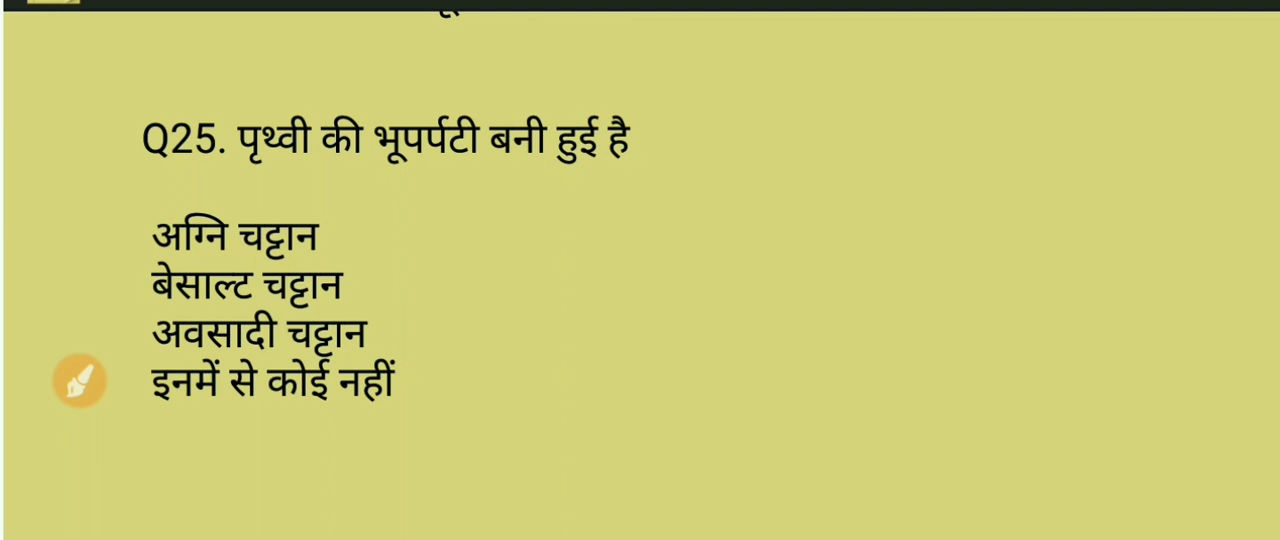 Q25. पृथ्वी की भूपर्पटी बनी हुई है
अग्नि चट्टान
बेसाल्ट चट्टान
अवसादी चट्टान
इनमें से कोई नहीं